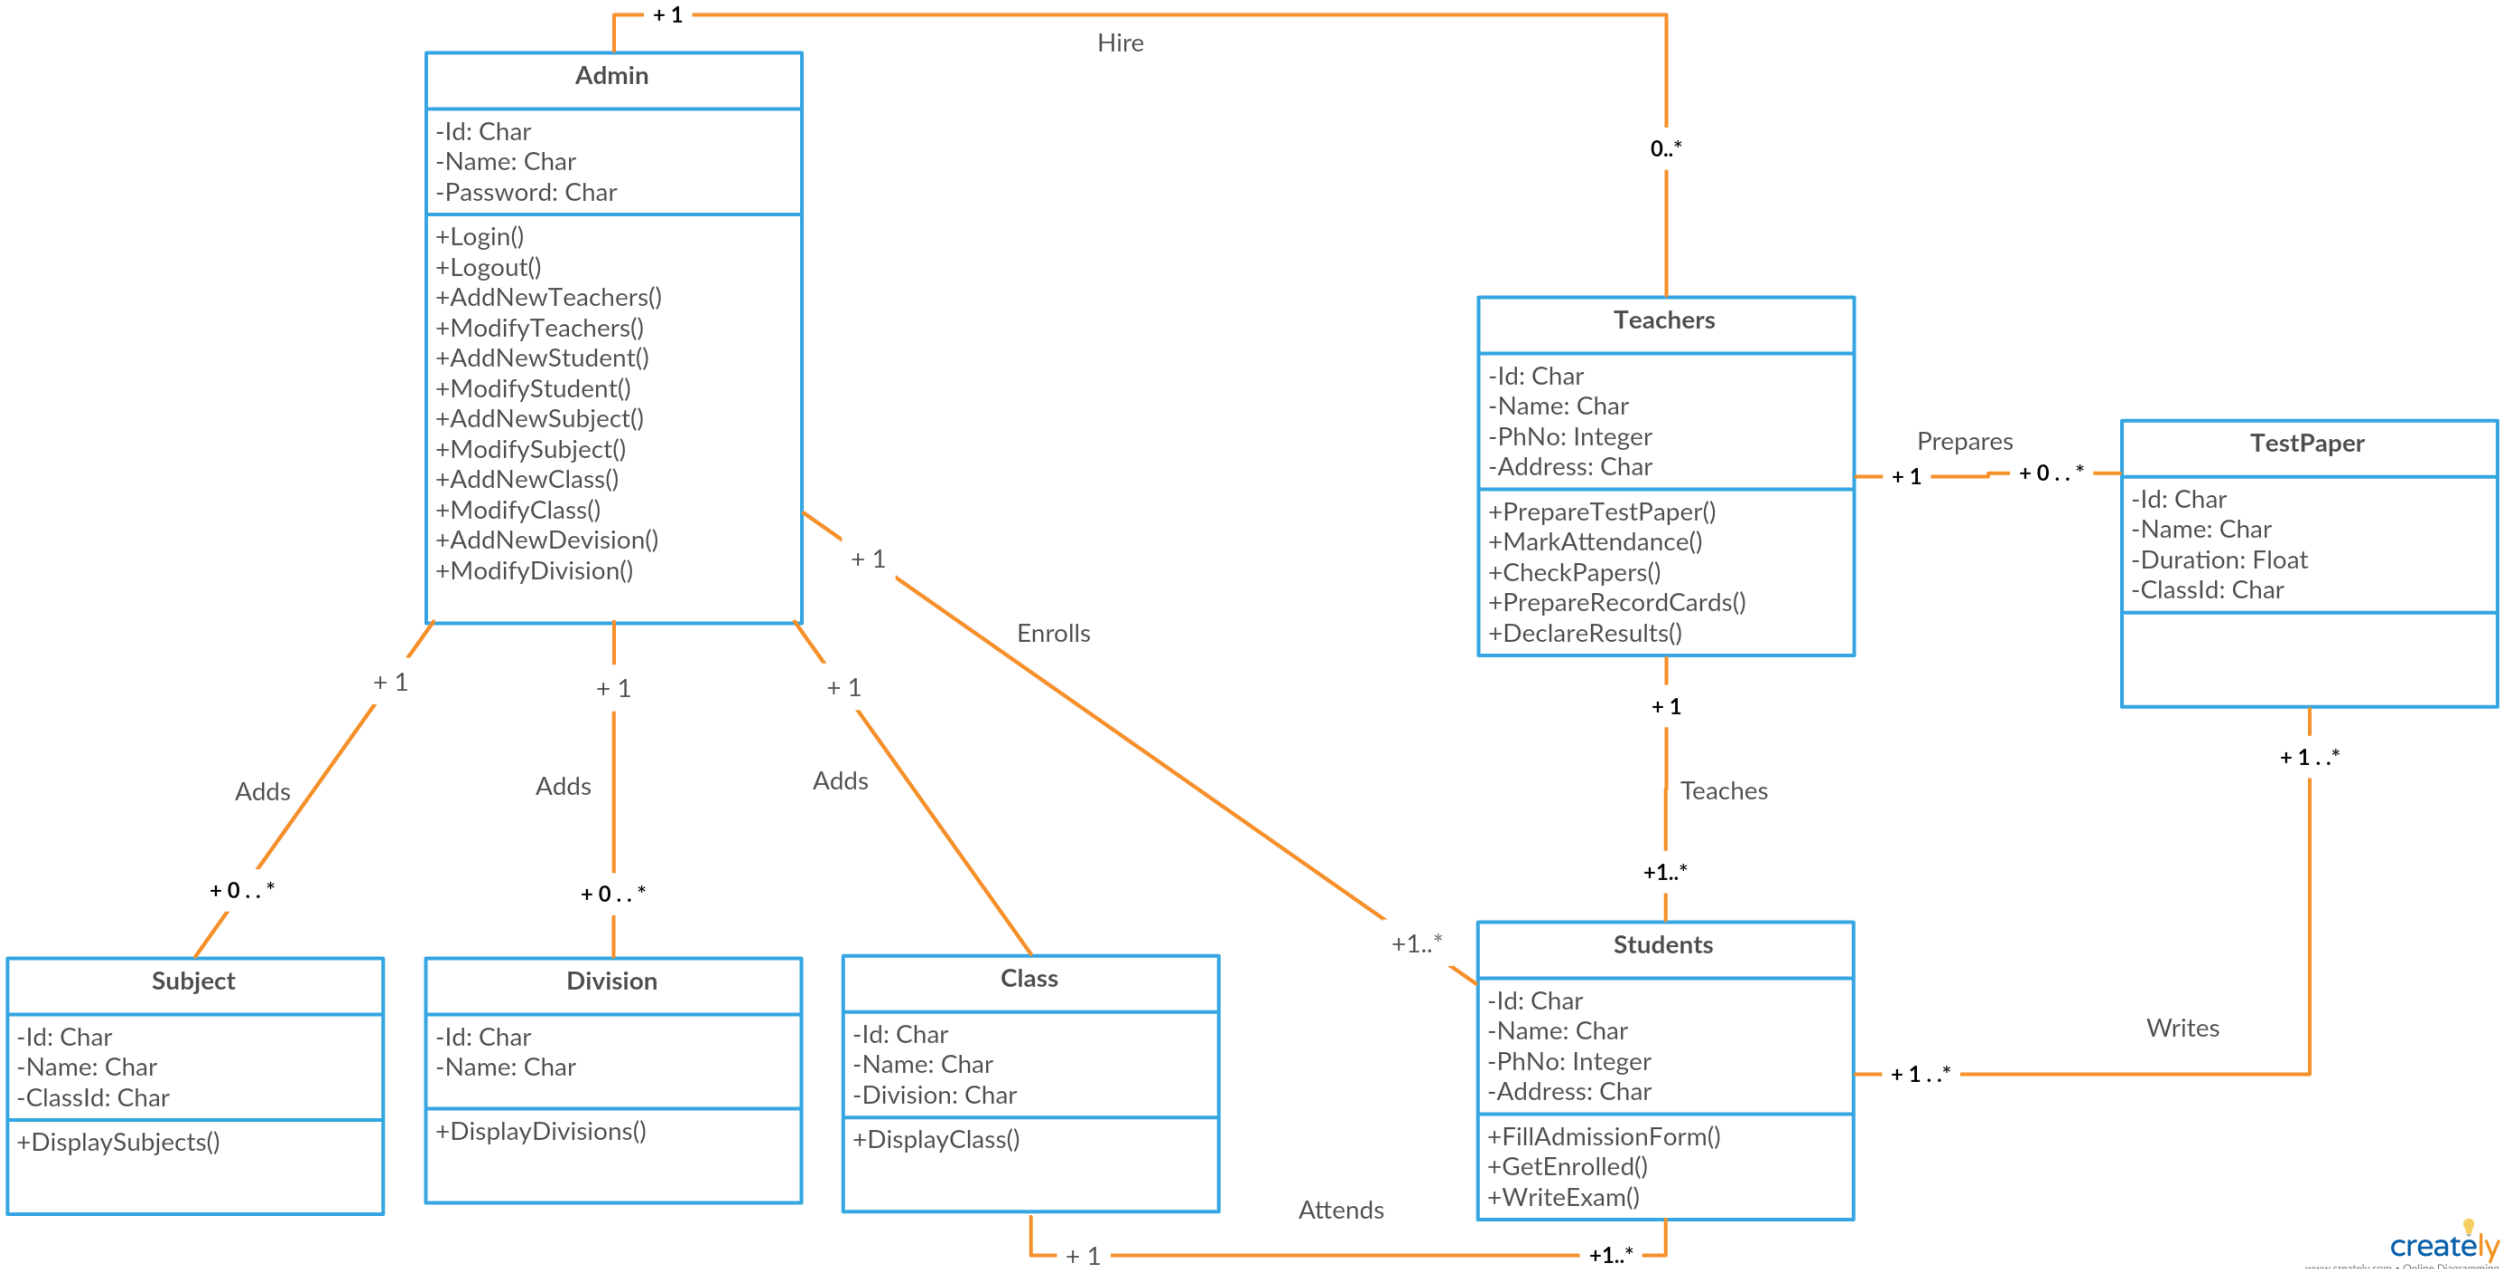 + 1
Hire
0..*
Admin
-Id: Char
-Name: Char
-Password: Char
+Login()
+Logout()
+AddNewTeachers()
+ModifyTeachers()
+AddNewStudent()
+ModifyStudent()
+AddNewSubject()
+ModifySubject()
+AddNewClass()
+ModifyClass()
+AddNewDevision()
+ModifyDivision()
Teachers
-Id: Char
-Name: Char
-PhNo: Integer
-Address: Char
+PrepareTestPaper()
+MarkAttendance()
+CheckPapers()
+PrepareRecordCards()
+DeclareResults()
Prepares
+ 1
+ 0 . . *
TestPaper
-Id: Char
-Name: Char
-Duration: Float
-ClassId: Char
+ 1
Enrolls
+1..*
+ 1
Adds
+ 0 . . *
+ 1
Adds
+ 0 . . *
+ 1
Adds
+ 1
Teaches
+1..*
+ 1 . .*
Writes
+ 1 . .*
Subject
-Id: Char
-Name: Char
-ClassId: Char
+DisplaySubjects()
Division
-Id: Char
-Name: Char
+DisplayDivisions()
Class
-Id: Char
-Name: Char
-Division: Char
+DisplayClass()
Students
-Id: Char
-Name: Char
-PhNo: Integer
-Address: Char
+FillAdmissionForm()
+GetEnrolled()
+WriteExam()
Attends
+ 1
+1..*
creately
www.creately.com • Online Diagramming